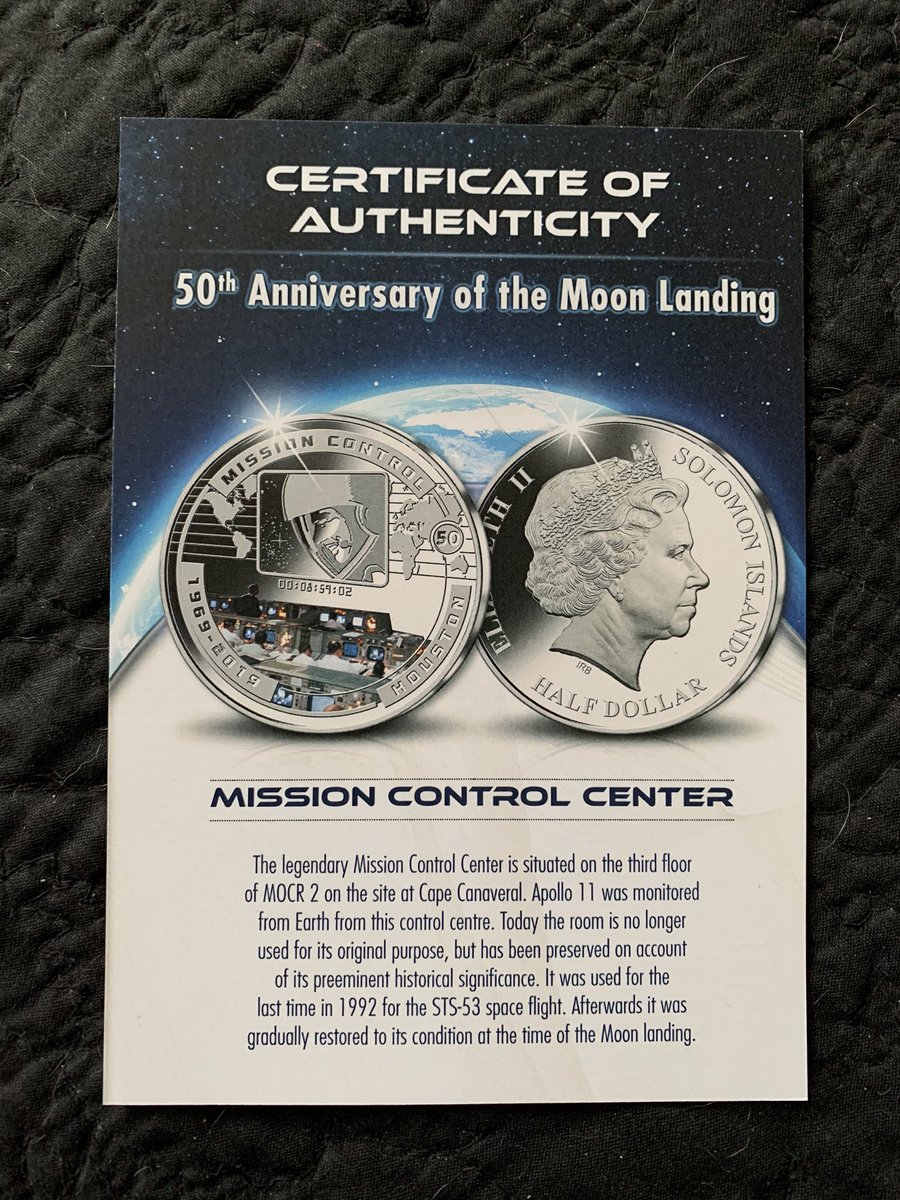 CERTIFICATE OF
AUTHENTICITY
50th Anniversary of the Moon Landing
MISSION CONTROL
50
00:08:59:02
1969-2019
HOUSTON
ELIZABETH II
SOLOMON ISLANDS
IRB
HALF DOLLAR
MISSION CONTROL CENTER
The legendary Mission Control Center is situated on the third floor
of MOCR 2 on the site at Cape Canaveral. Apollo 11 was monitored
from Earth from this control centre. Today the room is no longer
used for its original purpose, but has been preserved on account
of its preeminent historical significance. It was used for the
last time in 1992 for the STS-53 space flight. Afterwards it was
gradually restored to its condition at the time of the Moon landing.